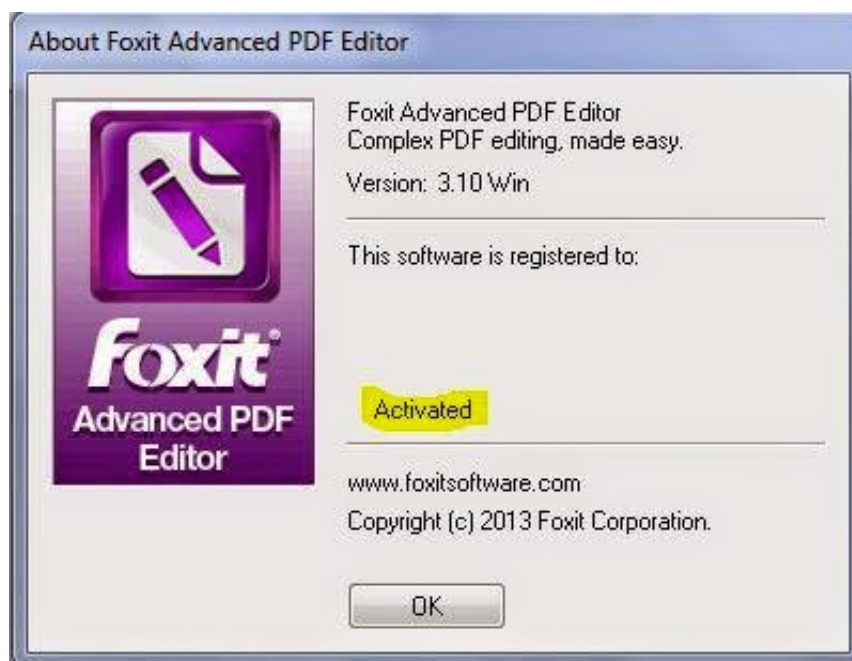 About Foxit Advanced PDF Editor
Foxit Advanced PDF Editor
Complex PDF editing, made easy.
Version: 3.10 Win
This software is registered to:
Activated
www.foxitsoftware.com
Copyright (c) 2013 Foxit Corporation.
OK
foxit
Advanced PDF
Editor